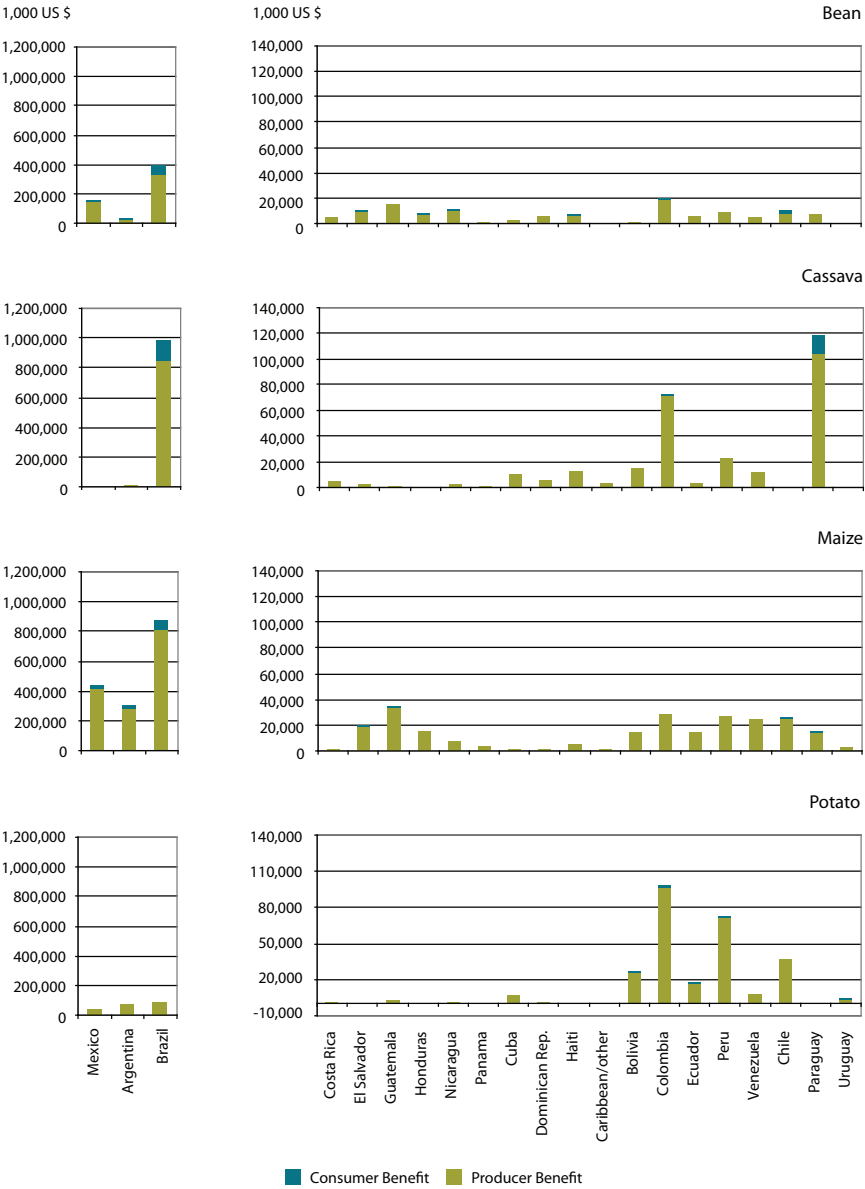 1,000 US $
1,000 US $
Bean
1,200,000
1,000,000
800,000
600,000
400,000
200,000
0
140,000
120,000
100,000
80,000
60,000
40,000
20,000
0
Cassava
1,200,000
1,000,000
800,000
600,000
400,000
200,000
0
140,000
120,000
100,000
80,000
60,000
40,000
20,000
0
Maize
1,200,000
1,000,000
800,000
600,000
400,000
200,000
0
140,000
120,000
100,000
80,000
60,000
40,000
20,000
0
Potato
1,200,000
1,000,000
800,000
600,000
400,000
200,000
0
140,000
110,000
80,000
50,000
20,000
-10,000
Mexico
Argentina
Brazil
Costa Rica
El Salvador
Guatemala
Honduras
Nicaragua
Panama
Cuba
Dominican Rep.
Haiti
Caribbean/other
Bolivia
Colombia
Ecuador
Peru
Venezuela
Chile
Paraguay
Uruguay
Consumer Benefit
Producer Benefit